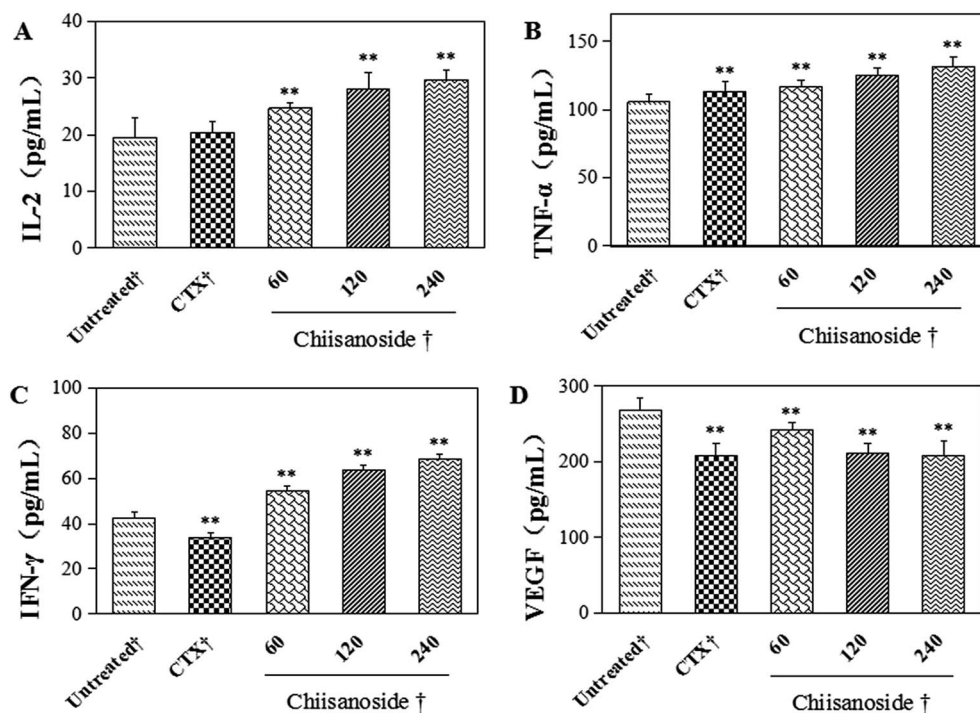 A
IL-2 (pg/mL)
40
30
20
10
0
** ** **
Untreated† CTX† 60 120 240
Chiisanoside †
B
TNF-α (pg/mL)
150
100
50
0
** ** ** **
Untreated† CTX† 60 120 240
Chiisanoside †
C
IFN-γ (pg/mL)
100
80
60
40
20
0
** ** ** **
Untreated† CTX† 60 120 240
Chiisanoside †
D
VEGF (pg/mL)
300
200
100
0
** ** ** **
Untreated† CTX† 60 120 240
Chiisanoside †